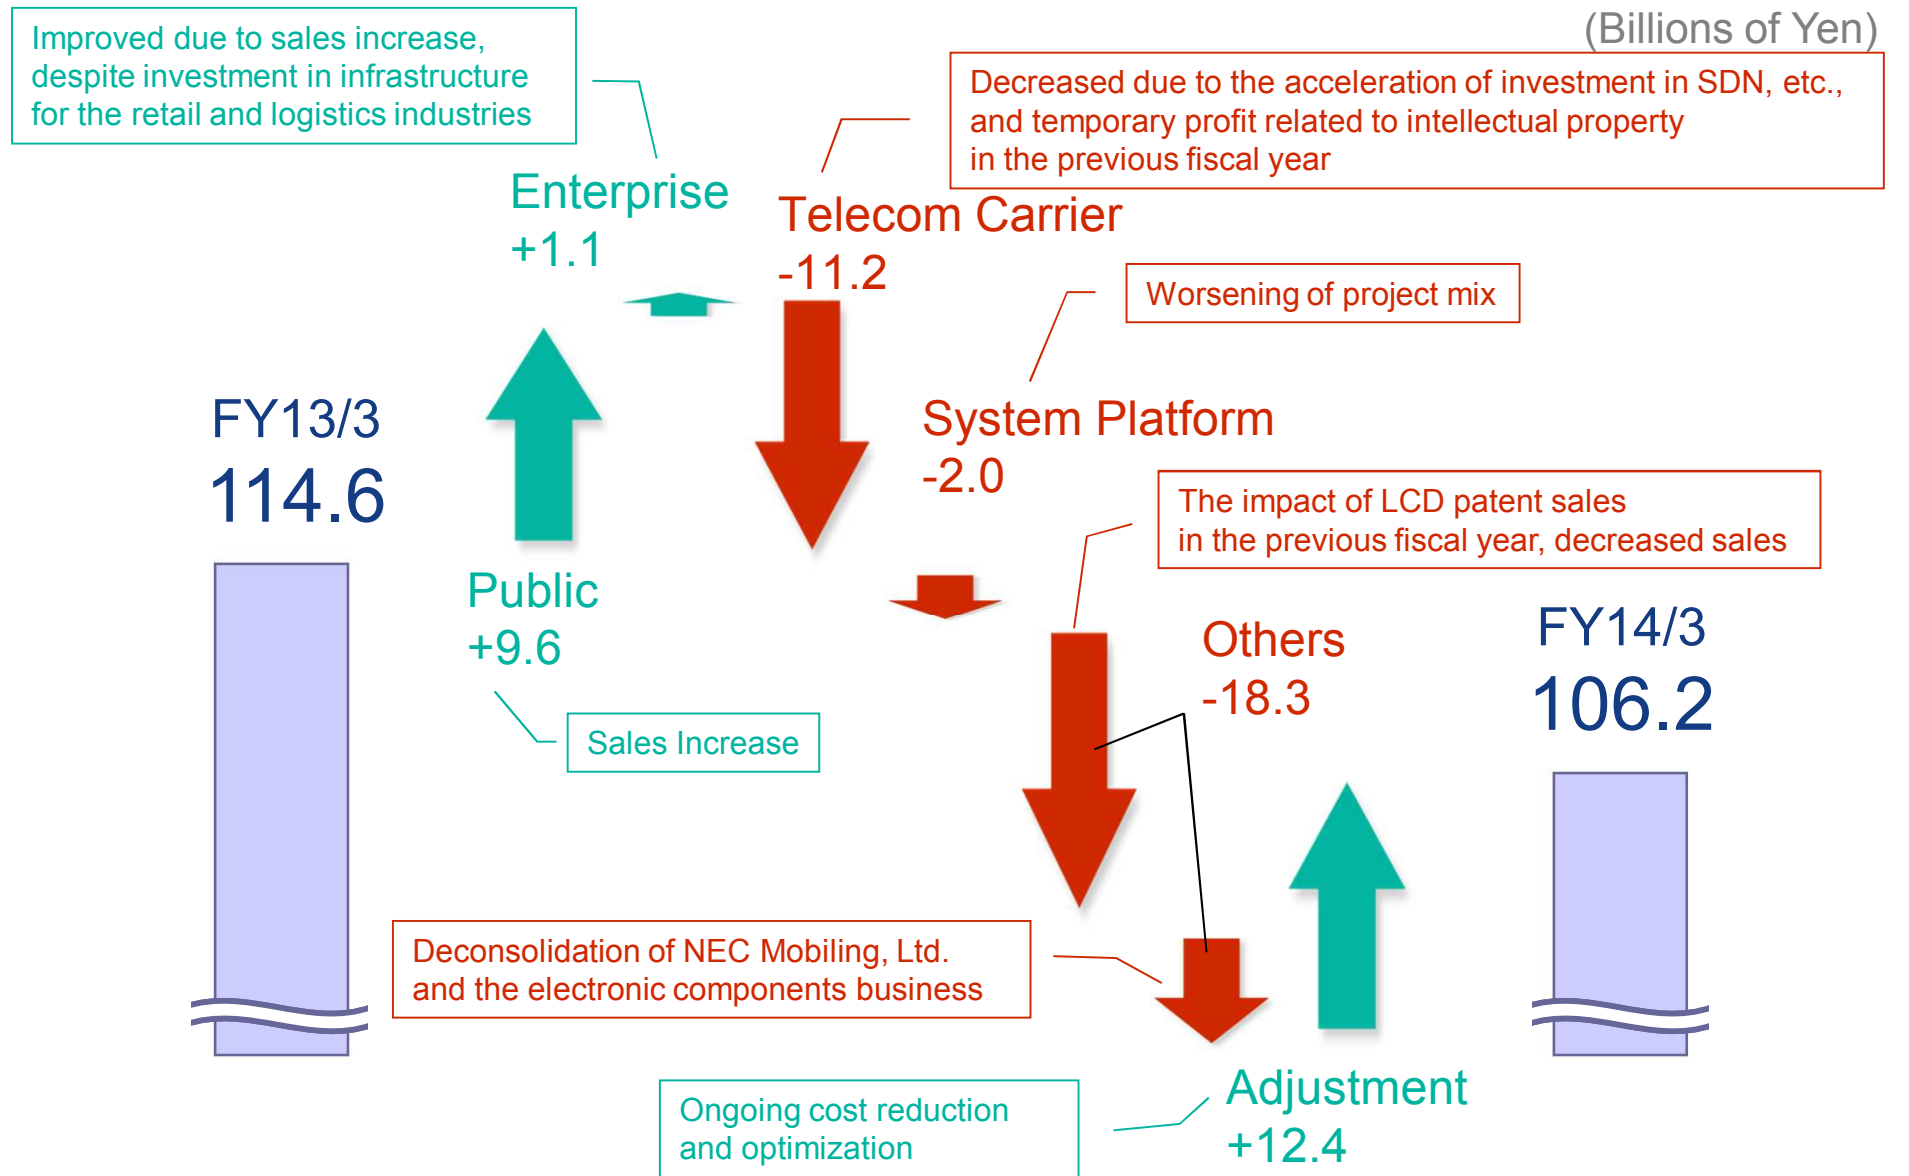 (Billions of Yen)
Improved due to sales increase,
despite investment in infrastructure
for the retail and logistics industries
Decreased due to the acceleration of investment in SDN, etc.,
and temporary profit related to intellectual property
in the previous fiscal year
Enterprise
+1.1
Telecom Carrier
-11.2
Worsening of project mix
FY13/3
114.6
System Platform
-2.0
The impact of LCD patent sales
in the previous fiscal year, decreased sales
Public
+9.6
Sales Increase
Others
-18.3
FY14/3
106.2
Deconsolidation of NEC Mobiling, Ltd.
and the electronic components business
Ongoing cost reduction
and optimization
Adjustment
+12.4